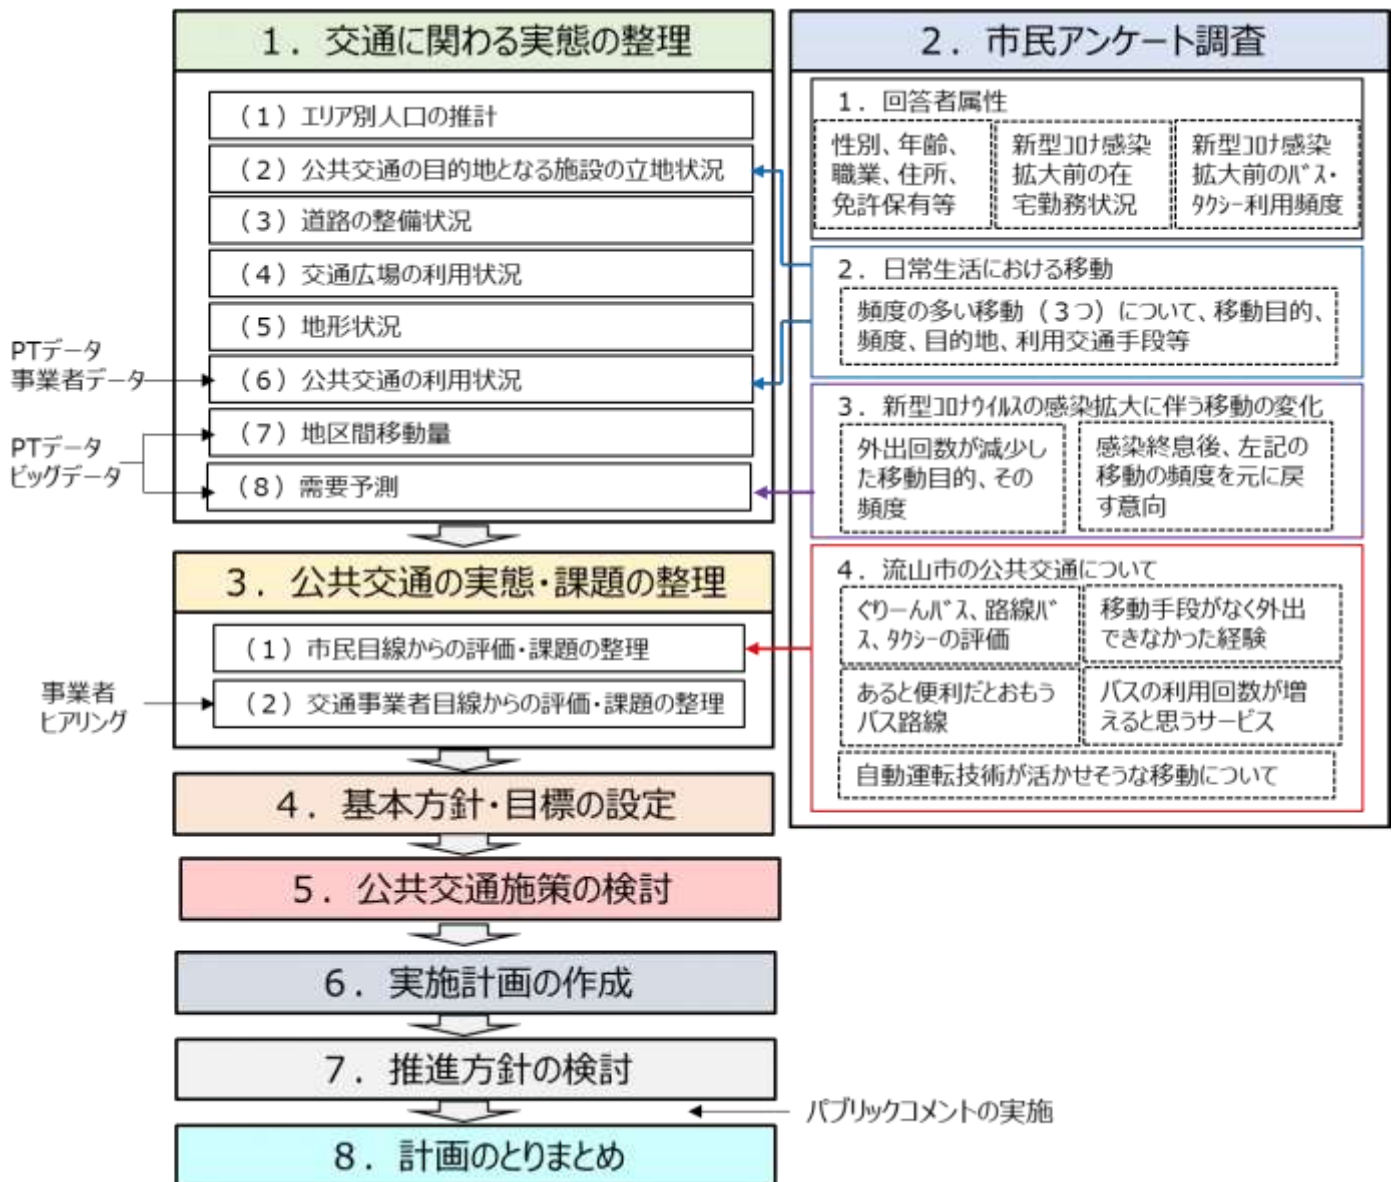 1．交通に関わる実態の整理
（1）ｴﾘｱ別人口の推計
（2）公共交通の目的地となる施設の立地状況
（3）道路の整備状況
（4）交通広場の利用状況
（5）地形状況
（6）公共交通の利用状況
（7）地区間移動量
（8）需要予測
PTデータ
事業者データ
PTデータ
ビッグデータ
2．市民アンケート調査
1．回答者属性
性別、年齢、
職業、住所、
免許保有等
新型ｺﾛﾅ感染
拡大前の在
宅勤務状況
新型ｺﾛﾅ感染
拡大前のﾊﾞｽ・
ﾀｸｼｰ利用頻度
2．日常生活における移動
頻度の多い移動（3つ）について、移動目的、
頻度、目的地、利用交通手段等
3．新型ｺﾛﾅｳｲﾙｽの感染拡大に伴う移動の変化
外出回数が減少し
た移動目的、その
頻度
感染終息後、左記の
移動の頻度を元に戻
す意向
4．流山市の公共交通について
ぐりーんﾊﾞｽ、路線ﾊﾞ
ｽ、ﾀｸｼｰの評価
移動手段がなく外出
できなかった経験
あると便利だとおもう
バス路線
バスの利用回数が増
えると思うサービス
自動運転技術が活かせそうな移動について
3．公共交通の実態・課題の整理
（1）市民目線からの評価・課題の整理
（2）交通事業者目線からの評価・課題の整理
事業者
ヒアリング
4．基本方針・目標の設定
5．公共交通施策の検討
6．実施計画の作成
7．推進方針の検討
パブリックコメントの実施
8．計画のとりまとめ